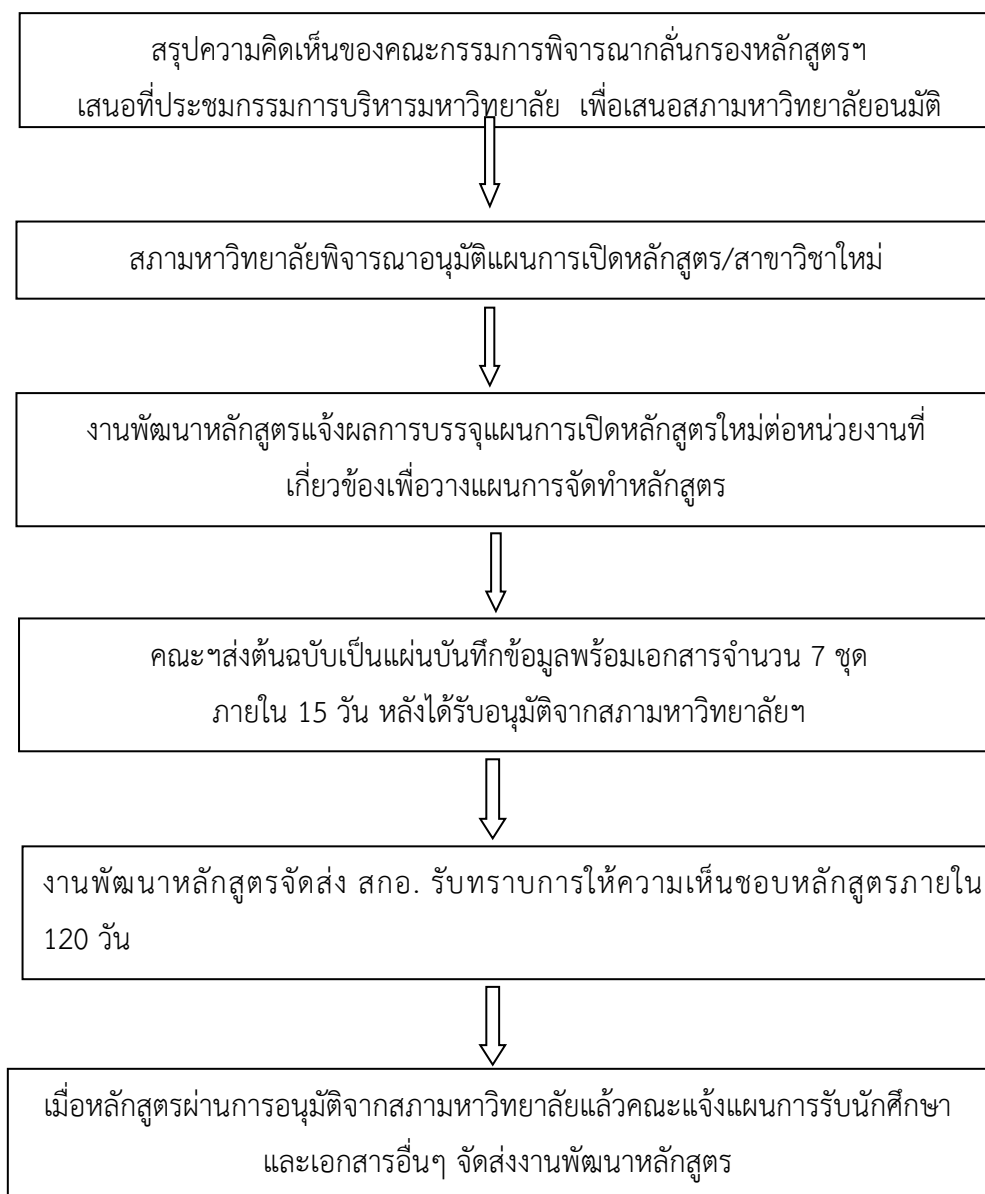 สรุปความคิดเห็นของคณะกรรมการพิจารณากลั่นกรองหลักสูตรฯ
เสนอที่ประชมกรรมการบริหารมหาวิทยาลัย เพื่อเสนอสภามหาวิทยาลัยอนมัติ
สภามหาวิทยาลัยพิจารณาอนุมัติแผนการเปิดหลักสูตร/สาขาวิชาใหม่
งานพัฒนาหลักสูตรแจ้งผลการบรรจุแผนการเปิดหลักสูตรใหม่ต่อหน่วยงานที่
เกี่ยวข้องเพื่อวางแผนการจัดทำหลักสูตร
คณะฯส่งต้นฉบับเป็นแผ่นบันทึกข้อมูลพร้อมเอกสารจำนวน 7 ชุด
ภายใน 15 วัน หลังได้รับอนุมัติจากสภามหาวิทยาลัยฯ
งานพัฒนาหลักสูตรจัดส่ง สกอ. รับทราบการให้ความเห็นชอบหลักสูตรภายใน
120 วัน
เมื่อหลักสูตรผ่านการอนุมัติจากสภามหาวิทยาลัยแล้วคณะแจ้งแผนการรับนักศึกษา
และเอกสารอื่นๆ จัดส่งงานพัฒนาหลักสูตร